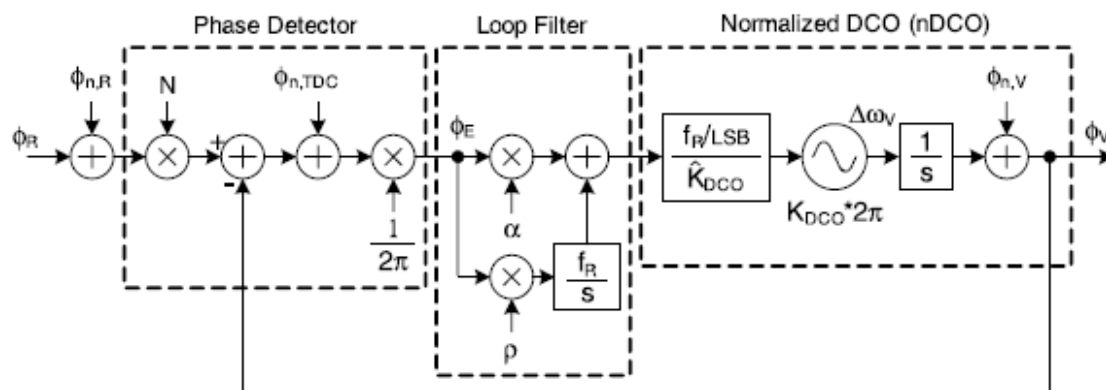 Phase Detector
Loop Filter
Normalized DCO (nDCO)
ϕn,R
N
ϕn,TDC
ϕE
ΔωV
ϕn,V
ϕR
ϕV
+
-
fR/LSB
K̂DCO
1
s
KDCO*2π
α
1
2π
fR
s
ρ